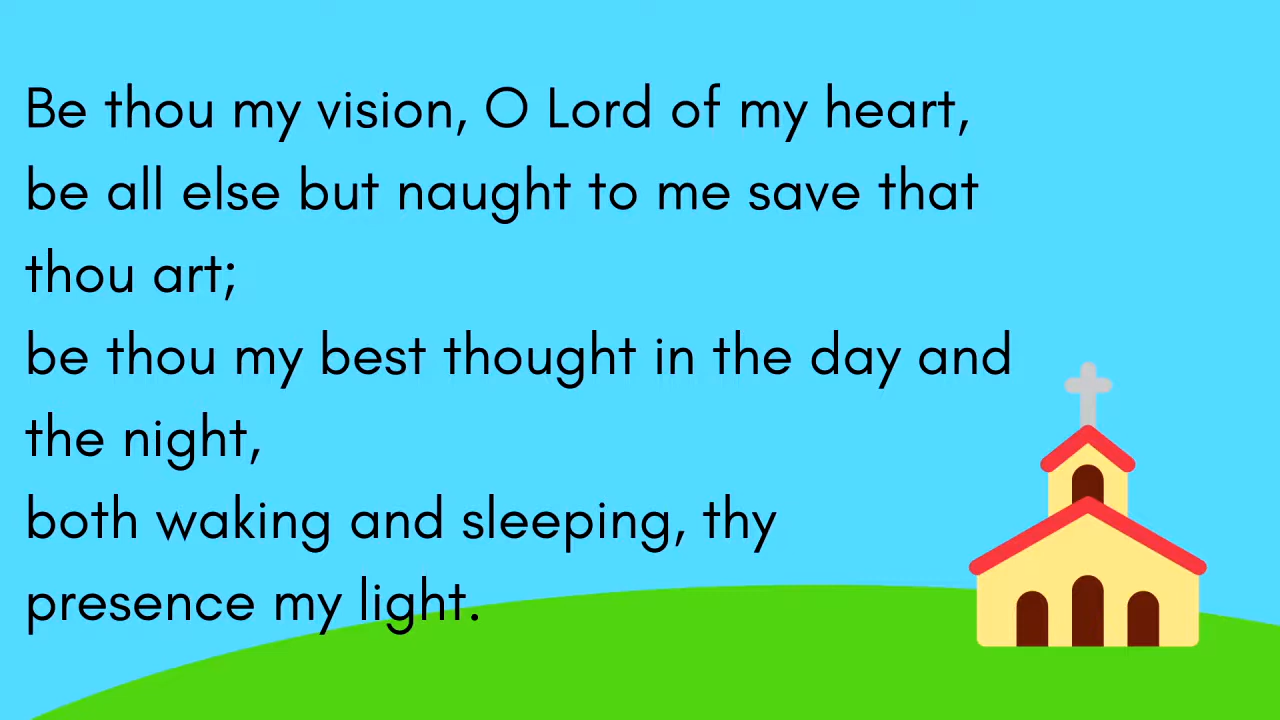 Be thou my vision, O Lord of my heart,
be all else but naught to me save that
thou art;
be thou my best thought in the day and
the night,
both waking and sleeping, thy
presence my light.